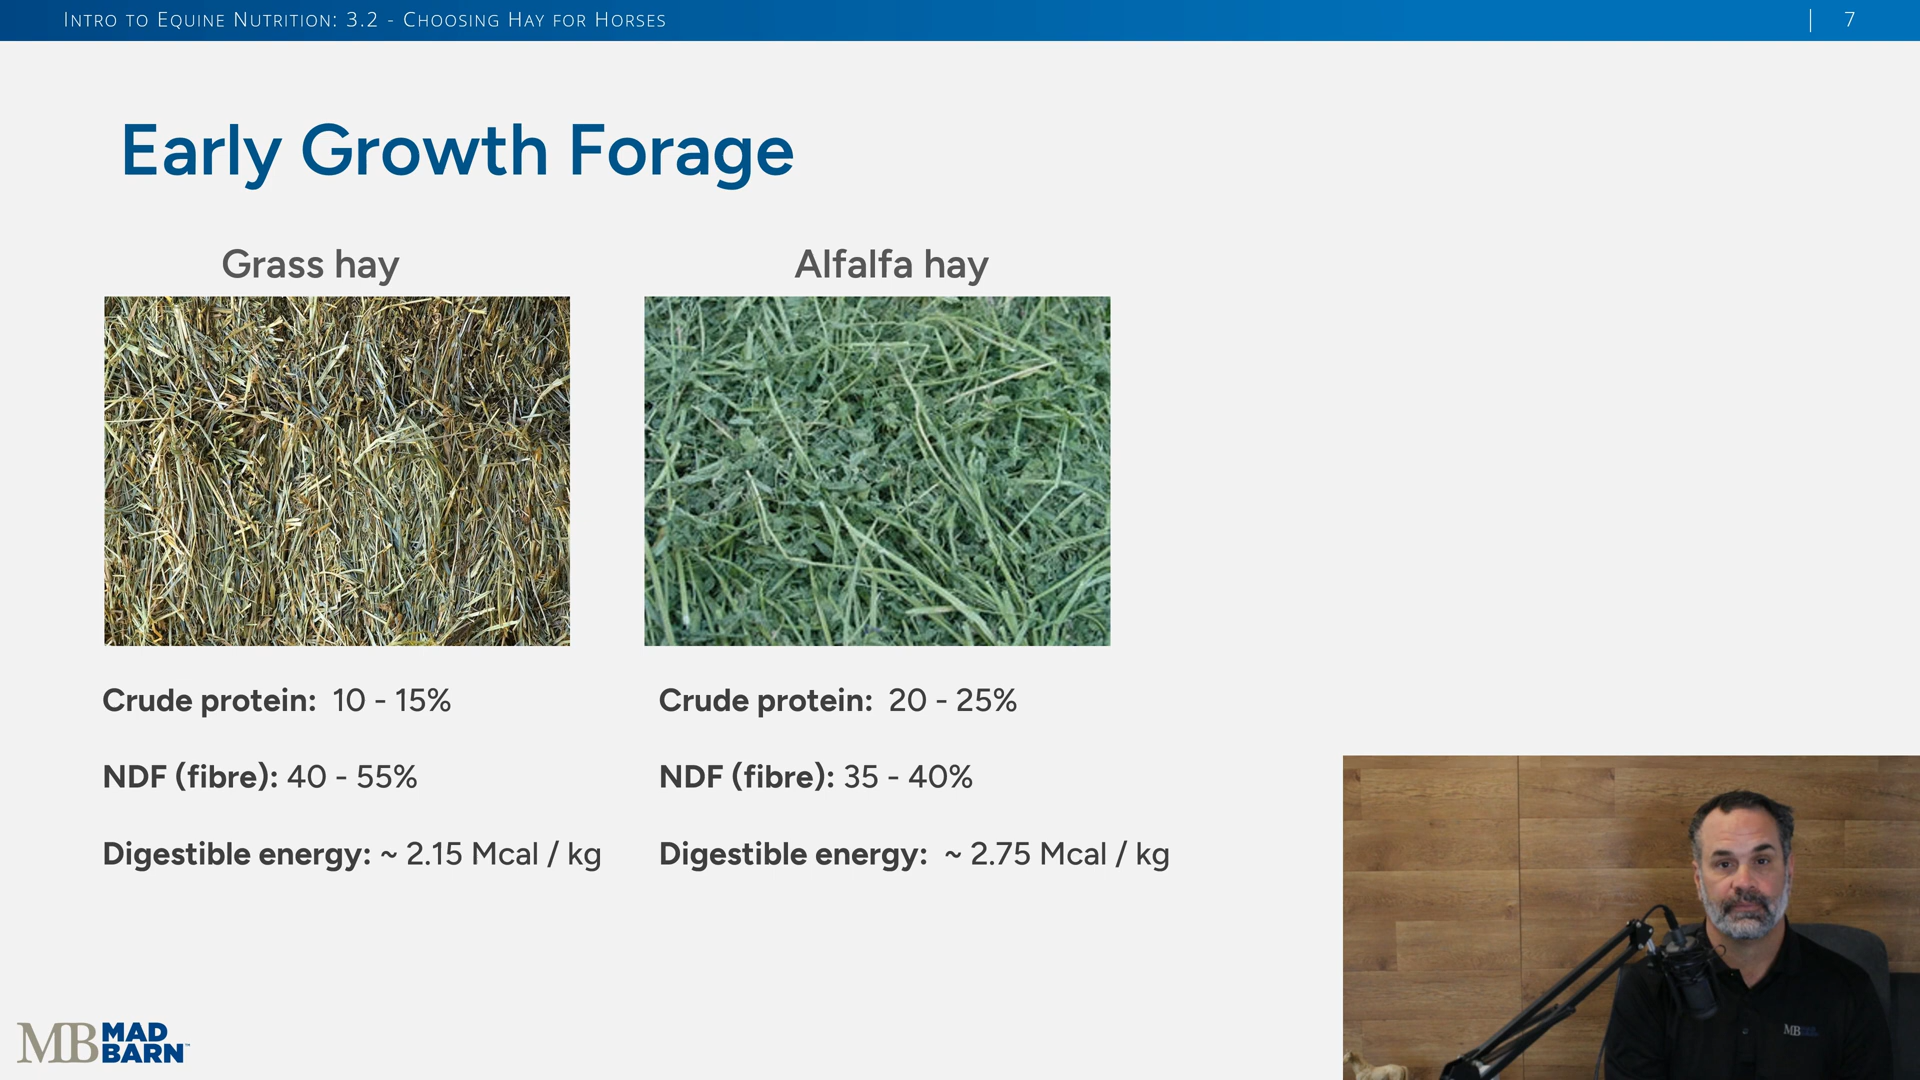 Intro to Equine Nutrition: 3.2 - Choosing Hay for Horses | 7
Early Growth Forage
Grass hay
Alfalfa hay
Crude protein: 10 - 15%
NDF (fibre): 40 - 55%
Digestible energy: ~ 2.15 Mcal / kg
Crude protein: 20 - 25%
NDF (fibre): 35 - 40%
Digestible energy: ~ 2.75 Mcal / kg
MB MAD
BARN™
MB